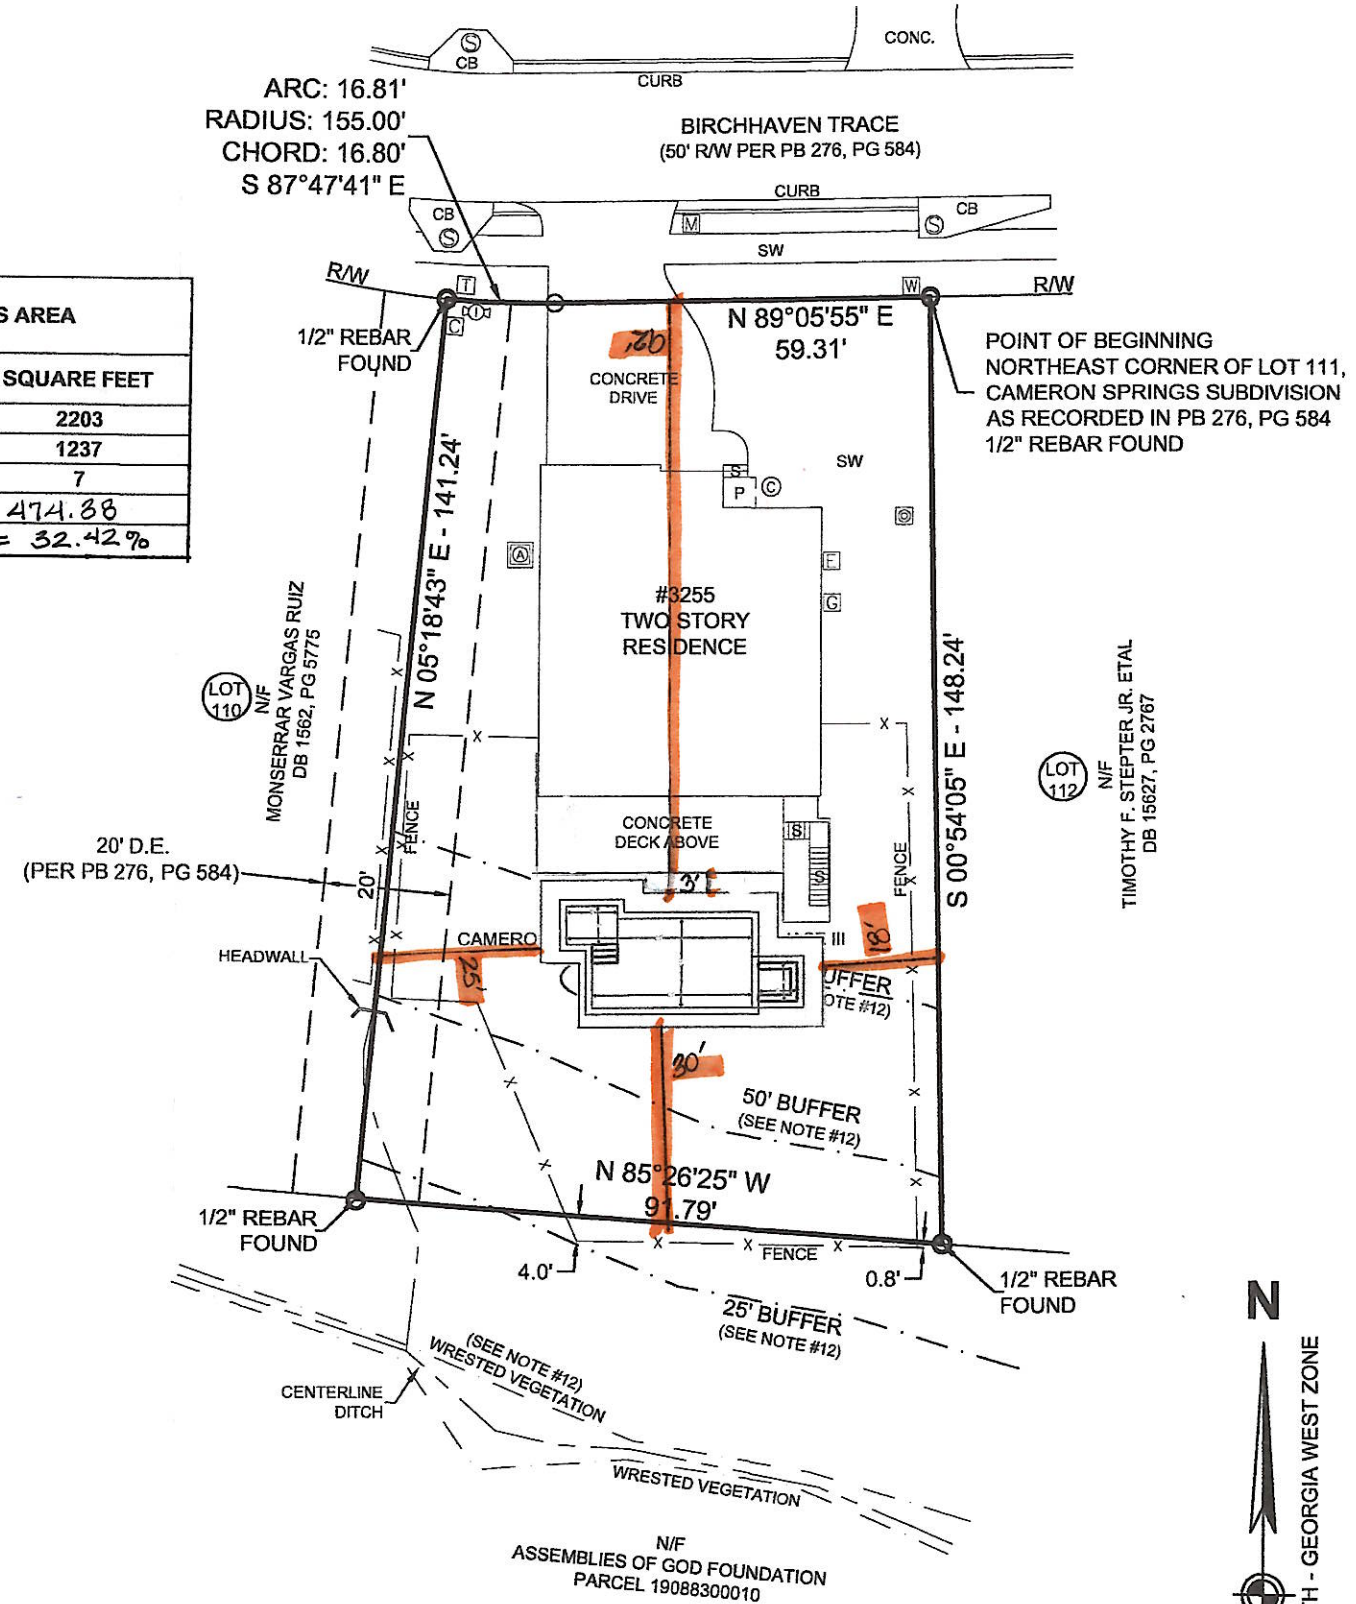 S
CB
CONC.
CURB
ARC: 16.81'
RADIUS: 155.00'
CHORD: 16.80'
S 87°47'41" E
BIRCHHAVEN TRACE
(50' R/W PER PB 276, PG 584)
CURB
CB
S
M
CB
S
SW
R/W
T
W
R/W
C
1/2" REBAR
FOUND
92'
N 89°05'55" E
59.31'
POINT OF BEGINNING
NORTHEAST CORNER OF LOT 111,
CAMERON SPRINGS SUBDIVISION
AS RECORDED IN PB 276, PG 584
1/2" REBAR FOUND
S AREA
SQUARE FEET
2203
1237
7
474.38
= 32.42%
CONCRETE
DRIVE
SW
S
P
C
A
E
G
N 05°18'43" E - 141.24'
#3255
TWO STORY
RESIDENCE
LOT
110
N/F
MONSERRAR VARGAS RUIZ
DB 1562, PG 5775
S 00°54'05" E - 148.24'
LOT
112
N/F
TIMOTHY F. STEPTER JR. ETAL
DB 15627, PG 2767
X
X
X
X
X
FENCE
CONCRETE
DECK ABOVE
S
S
3'
FENCE
X
X
X
20' D.E.
(PER PB 276, PG 584)
20'
X
X
X
X
HEADWALL
CAMERO
III
25'
18'
UFFER
OTE #12)
X
30'
X
50' BUFFER
(SEE NOTE #12)
X
X
X
N 85°26'25" W
91.79'
1/2" REBAR
FOUND
X
X
FENCE
X
4.0'
0.8'
1/2" REBAR
FOUND
25' BUFFER
(SEE NOTE #12)
(SEE NOTE #12)
WRESTED VEGETATION
CENTERLINE
DITCH
WRESTED VEGETATION
N/F
ASSEMBLIES OF GOD FOUNDATION
PARCEL 19088300010
N
TH - GEORGIA WEST ZONE